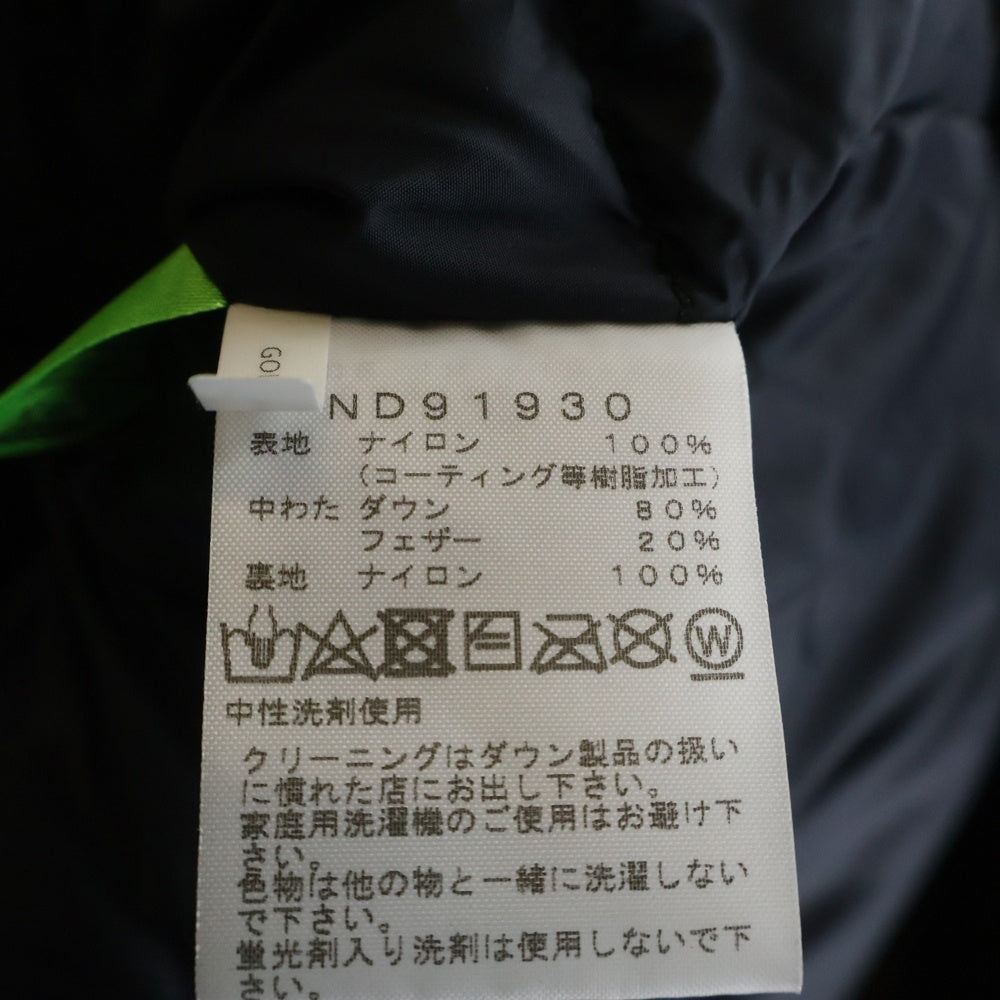 ND91930
表地 ナイロン 100%
(コーティング等樹脂加工)
中わた ダウン 80%
フェザー 20%
裏地 ナイロン 100%
W
中性洗剤使用
クリーニングはダウン製品の扱い
に慣れた店にお出し下さい。
家庭用洗濯機のご使用はお避け下
さい。
色物は他の物と一緒に洗濯しない
で下さい。
蛍光剤入り洗剤は使用しないで下
さい。